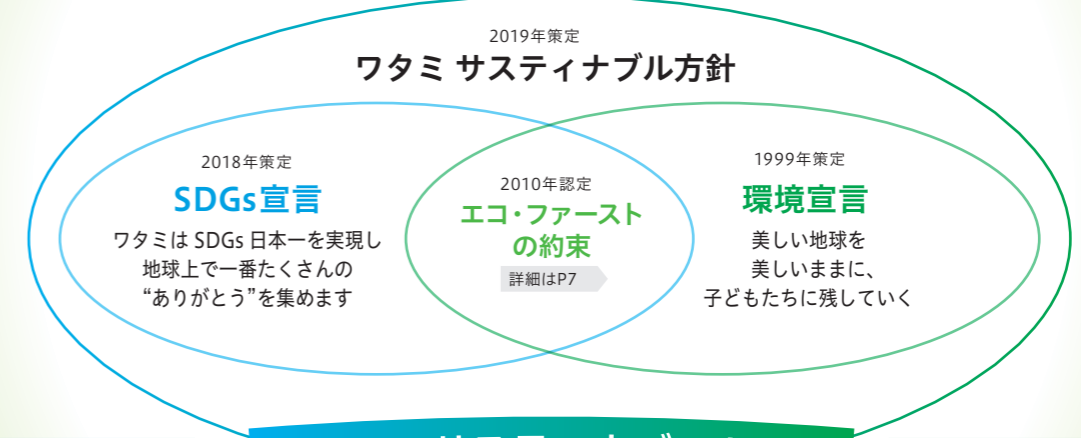 2019年策定
ワタミ サスティナブル方針
2018年策定
SDGs宣言
ワタミは SDGs 日本一を実現し
地球上で一番たくさんの
“ありがとう”を集めます
2010年認定
エコ・ファースト
の約束
詳細はP7
1999年策定
環境宣言
美しい地球を
美しいままに、
子どもたちに残していく